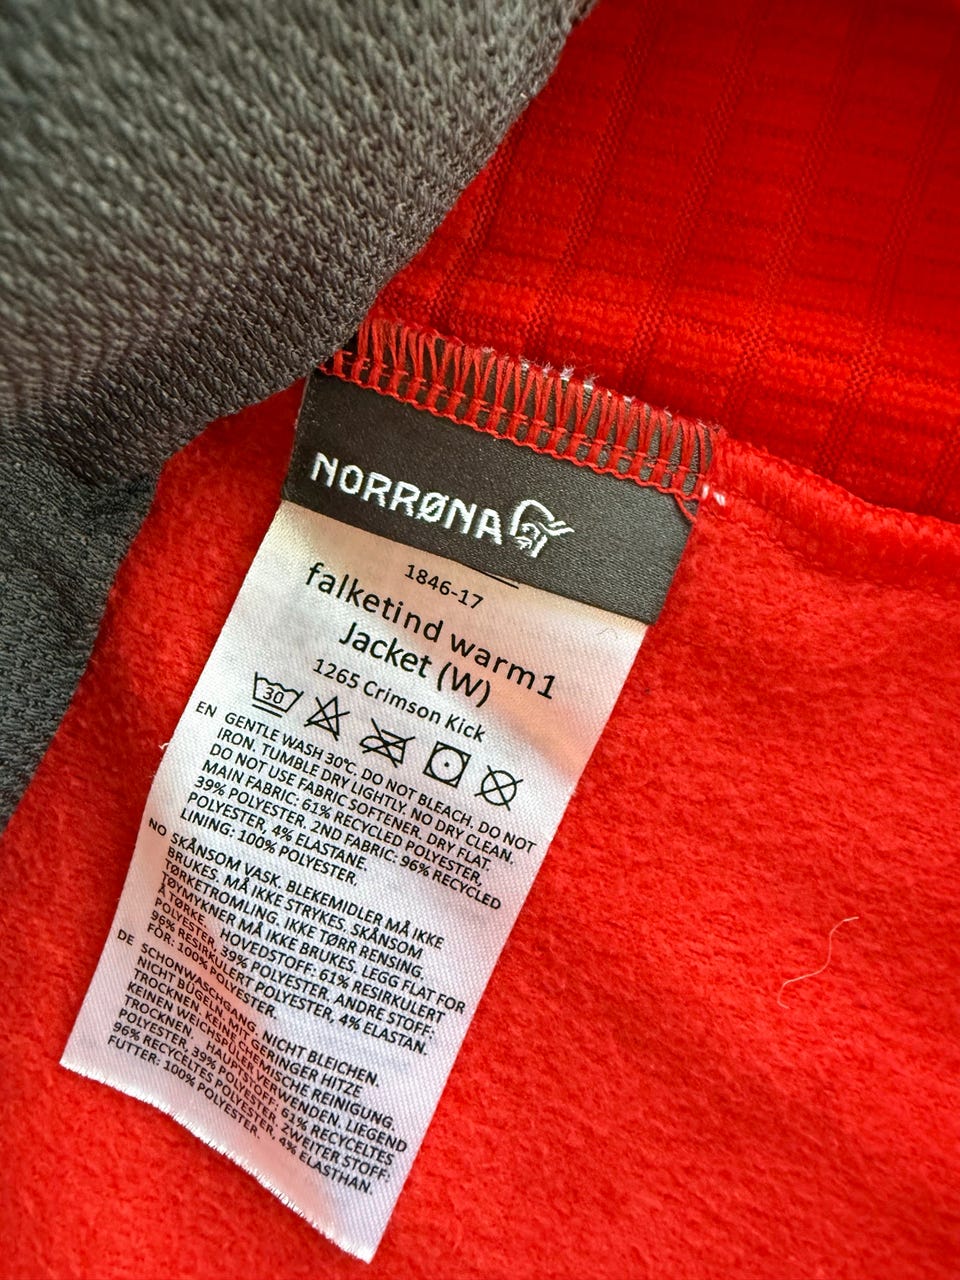 NORRØNA
1846-17
falketind warm1
Jacket (W)
1265 Crimson Kick
30
EN GENTLE WASH 30°C. DO NOT BLEACH. DO NOT
IRON. TUMBLE DRY LIGHTLY. NO DRY CLEAN.
DO NOT USE FABRIC SOFTENER. DRY FLAT.
MAIN FABRIC: 61% RECYCLED POLYESTER,
39% POLYESTER. 2ND FABRIC: 96% RECYCLED
POLYESTER, 4% ELASTANE.
LINING: 100% POLYESTER.
NO SKÅNSOM VASK. BLEKEMIDLER MÅ IKKE
BRUKES. MÅ IKKE STRYKES. SKÅNSOM
TØRKETROMLING. IKKE TØRR RENSING.
TØYMYKNER MÅ IKKE BRUKES. LEGG FLAT FOR
Å TØRKE. HOVEDSTOFF: 61% RESIRKULERT
POLYESTER, 39% POLYESTER, ANDRE STOFF:
96% RESIRKULERT POLYESTER, 4% ELASTAN.
FÔR: 100% POLYESTER.
DE SCHONWASCHGANG. NICHT BLEICHEN.
NICHT BÜGELN. MIT GERINGER HITZE
TROCKNEN. KEINE CHEMISCHE REINIGUNG.
KEINEN WEICHSPÜLER VERWENDEN. LIEGEND
TROCKNEN. HAUPTSTOFF: 61% RECYCELTES
POLYESTER, 39% POLYESTER. ZWEITER STOFF:
96% RECYCELTES POLYESTER, 4% ELASTHAN.
FUTTER: 100% POLYESTER.